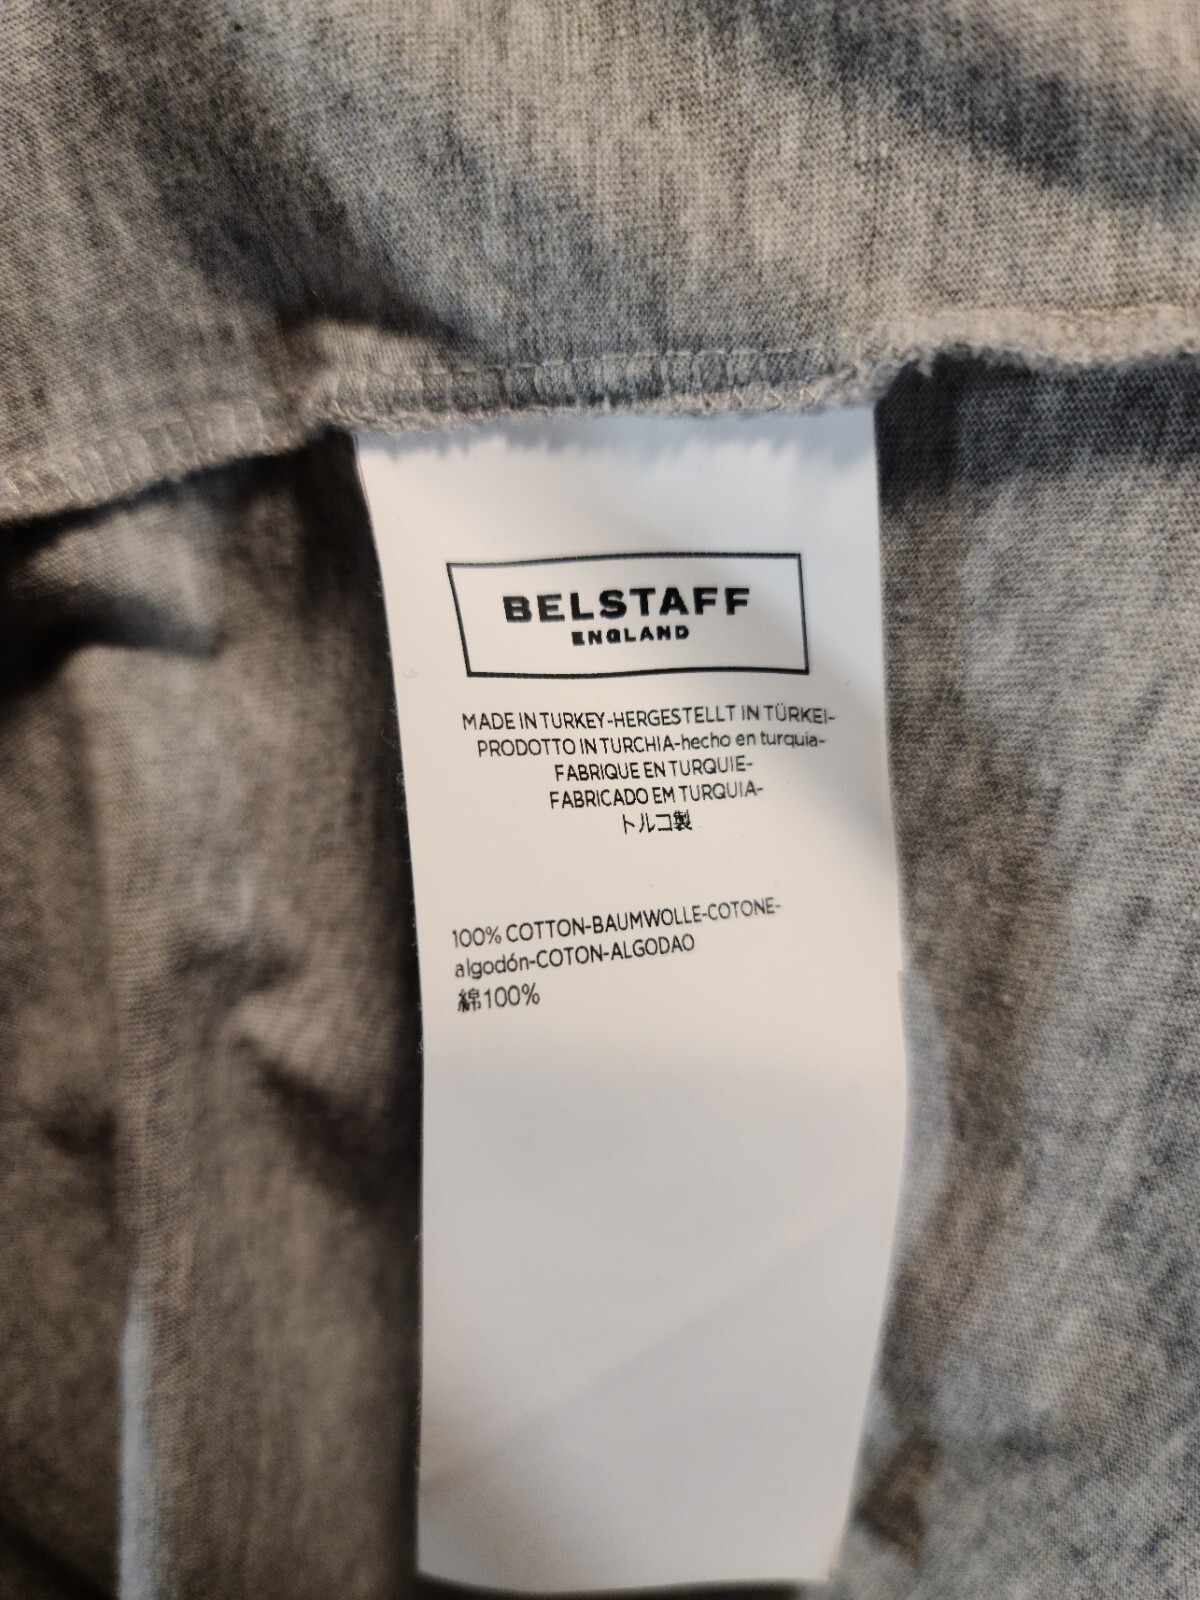 BELSTAFF
ENGLAND
MADE IN TURKEY-HERGESTELLT IN TÜRKEI-
PRODOTTO IN TURCHIA-hecho en turquia-
FABRIQUE EN TURQUIE-
FABRICADO EM TURQUIA-
トルコ製
100% COTTON-BAUMWOLLE-COTONE-
algodón-COTON-ALGODAO
綿100%